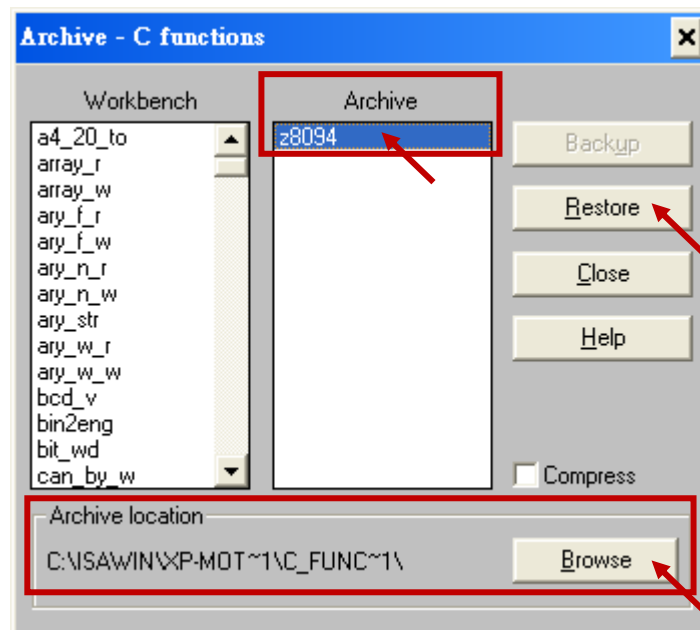 Archive - C functions
Workbench
Archive
a4_20_to
array_r
array_w
ary_f_r
ary_f_w
ary_n_r
ary_n_w
ary_str
ary_w_r
ary_w_w
bcd_v
bin2eng
bit_wd
can_by_w
z8094
Backup
Restore
Close
Help
Compress
Archive location
C:\ISAWIN\XP-MOT~1\C_FUNC~1\
Browse